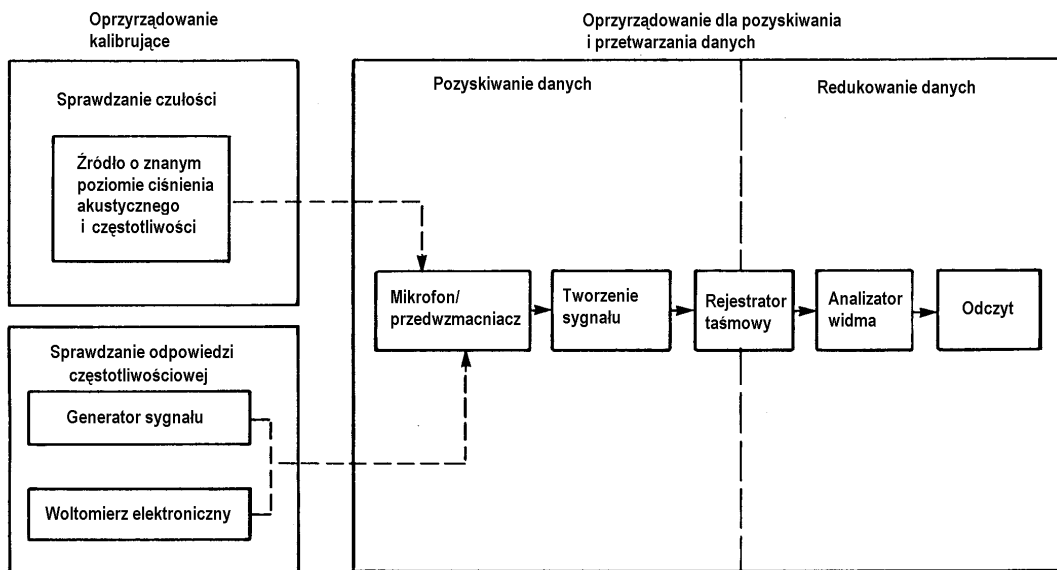 Oprzyrządowanie
kalibrujące
Sprawdzanie czułości
Źródło o znanym
poziomie ciśnienia
akustycznego
i częstotliwości
Sprawdzanie odpowiedzi
częstotliwościowej
Generator sygnału
Woltomierz elektroniczny
Oprzyrządowanie dla pozyskiwania
i przetwarzania danych
Pozyskiwanie danych
Redukowanie danych
Mikrofon/
przedwzmacniacz
Tworzenie
sygnału
Rejestrator
taśmowy
Analizator
widma
Odczyt